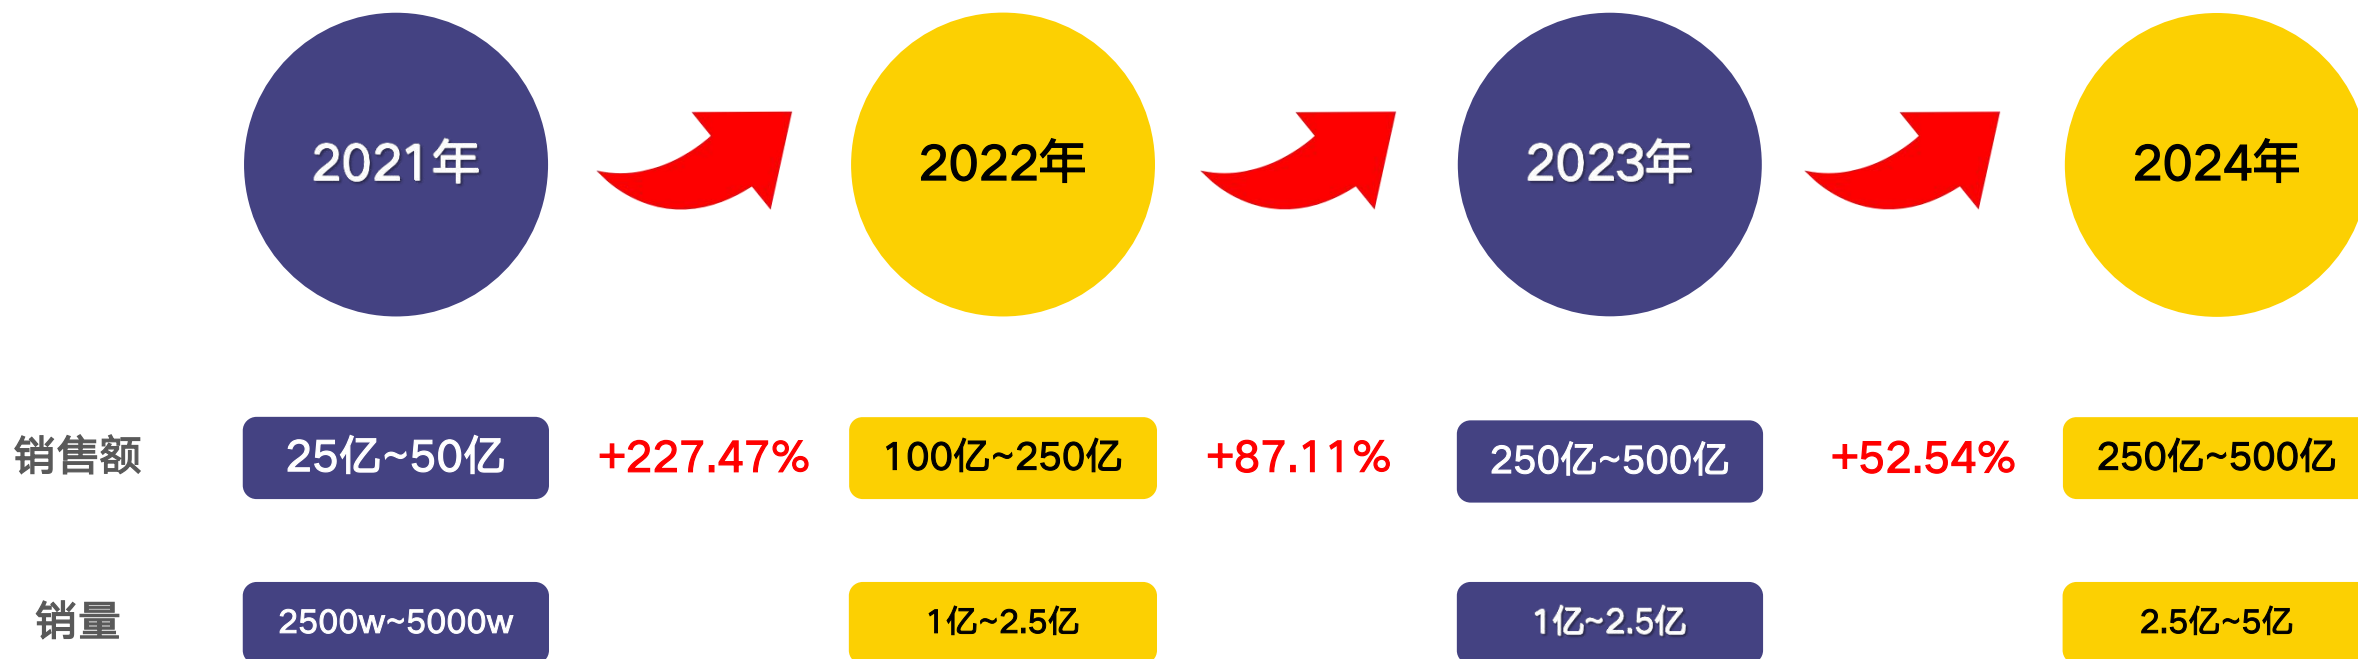 2021年 2022年 2023年 2024年
销售额 25亿~50亿 +227.47% 100亿~250亿 +87.11% 250亿~500亿 +52.54% 250亿~500亿
销量 2500w~5000w 1亿~2.5亿 1亿~2.5亿 2.5亿~5亿